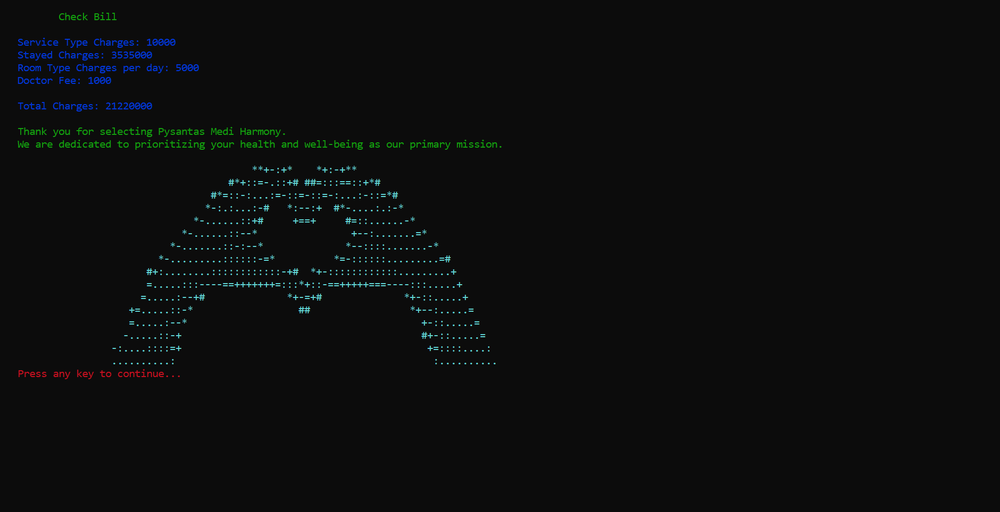 Check Bill
Service Type Charges: 10000
Stayed Charges: 3535000
Room Type Charges per day: 5000
Doctor Fee: 1000
Total Charges: 21220000
Thank you for selecting Pysantas Medi Harmony.
We are dedicated to prioritizing your health and well-being as our primary mission.
Press any key to continue...